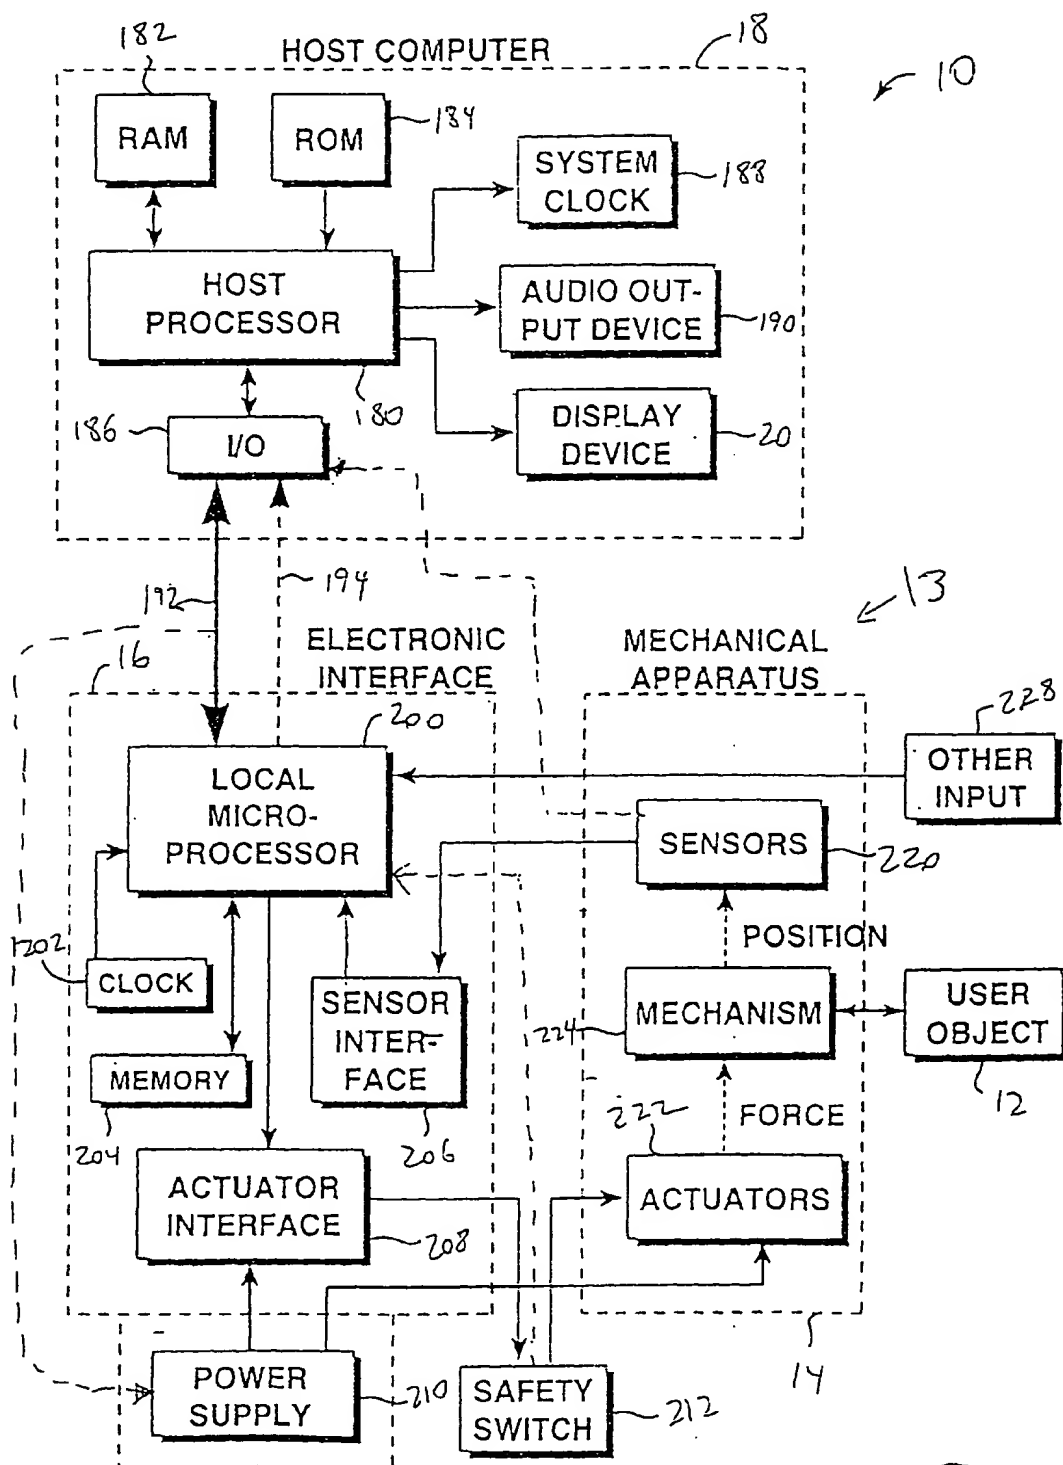 182
HOST COMPUTER
18
10
RAM
ROM
184
SYSTEM
CLOCK
188
HOST
PROCESSOR
AUDIO OUT-
PUT DEVICE
190
180
186
I/O
DISPLAY
DEVICE
20
192
194
13
16
ELECTRONIC
INTERFACE
MECHANICAL
APPARATUS
200
228
LOCAL
MICRO-
PROCESSOR
OTHER
INPUT
SENSORS
220
POSITION
202
CLOCK
SENSOR
INTER-
FACE
MECHANISM
224
USER
OBJECT
MEMORY
12
204
206
222
FORCE
ACTUATOR
INTERFACE
208
ACTUATORS
POWER
SUPPLY
210
SAFETY
SWITCH
212
14